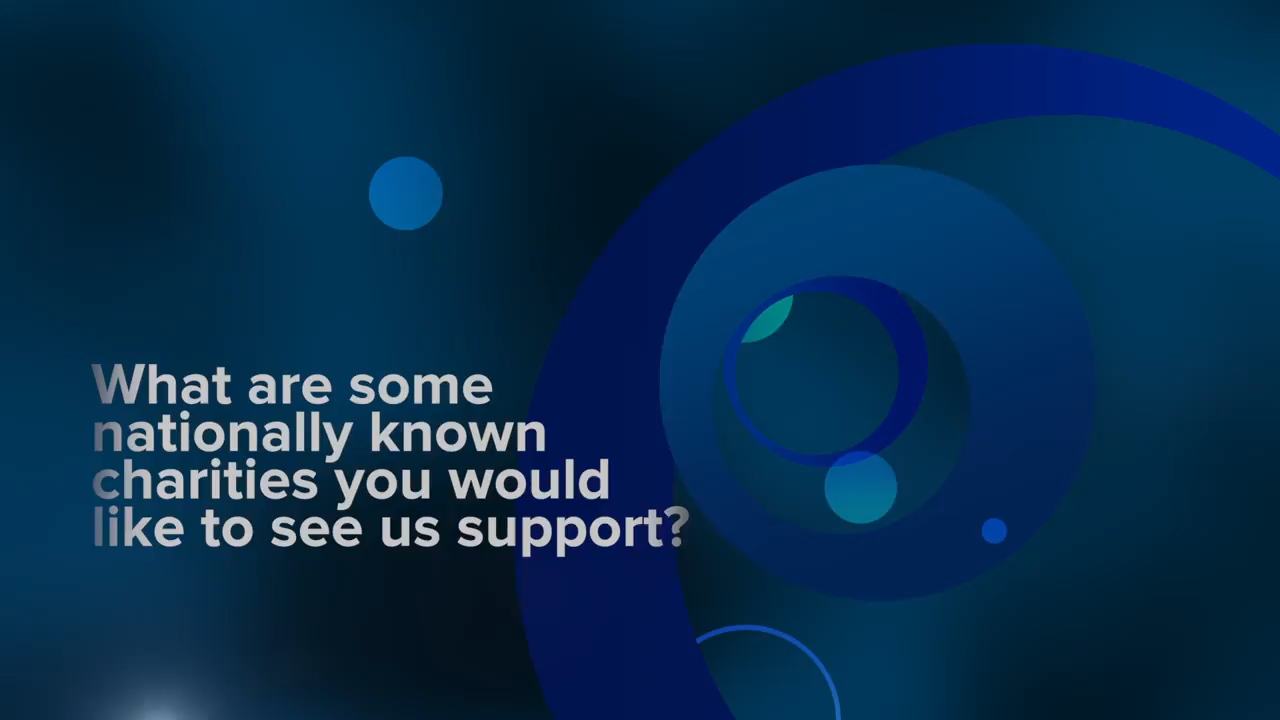 What are some
nationally known
charities you would
like to see us support?